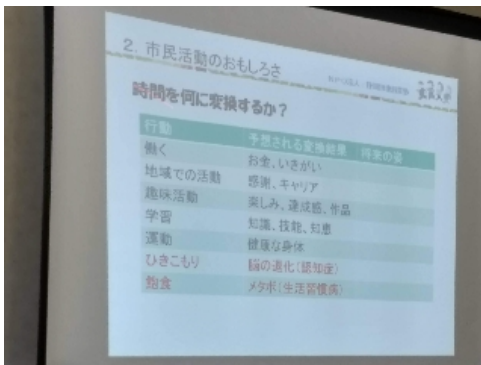 2. 市民活動のおもしろさ
時間を何に変換するか？
行動 予想される変換結果 将来の姿
働く お金、いきがい
地域での活動 感謝、キャリア
趣味活動 楽しみ、達成感、作品
学習 知識、技能、知恵
運動 健康な身体
ひきこもり 脳の退化（認知症）
飽食 メタボ（生活習慣病）